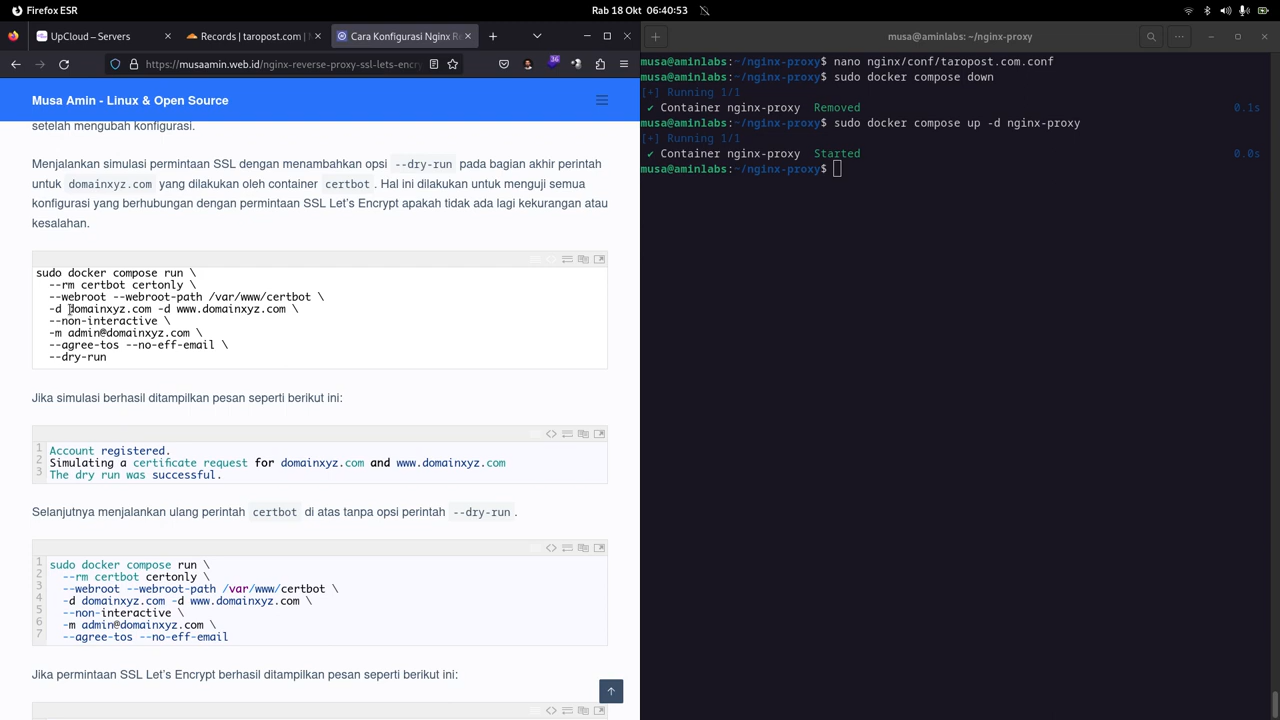 Firefox ESR
Rab 18 Okt 06:40:53
UpCloud – Servers
Records | taropost.com |
Cara Konfigurasi Nginx Re
https://musaamin.web.id/nginx-reverse-proxy-ssl-lets-encry
36
Musa Amin - Linux & Open Source
setelah mengubah konfigurasi.
Menjalankan simulasi permintaan SSL dengan menambahkan opsi --dry-run pada bagian akhir perintah
untuk domainxyz.com yang dilakukan oleh container certbot . Hal ini dilakukan untuk menguji semua
konfigurasi yang berhubungan dengan permintaan SSL Let's Encrypt apakah tidak ada lagi kekurangan atau
kesalahan.
sudo docker compose run \
--rm certbot certonly \
--webroot --webroot-path /var/www/certbot \
-d domainxyz.com -d www.domainxyz.com \
--non-interactive \
-m admin@domainxyz.com \
--agree-tos --no-eff-email \
--dry-run
Jika simulasi berhasil ditampilkan pesan seperti berikut ini:
1 Account registered.
2 Simulating a certificate request for domainxyz.com and www.domainxyz.com
3 The dry run was successful.
Selanjutnya menjalankan ulang perintah certbot di atas tanpa opsi perintah --dry-run .
1 sudo docker compose run \
2 --rm certbot certonly \
3 --webroot --webroot-path /var/www/certbot \
4 -d domainxyz.com -d www.domainxyz.com \
5 --non-interactive \
6 -m admin@domainxyz.com \
7 --agree-tos --no-eff-email
Jika permintaan SSL Let's Encrypt berhasil ditampilkan pesan seperti berikut ini:
musa@aminlabs: ~/nginx-proxy
musa@aminlabs:~/nginx-proxy$ nano nginx/conf/taropost.com.conf
musa@aminlabs:~/nginx-proxy$ sudo docker compose down
[+] Running 1/1
✔ Container nginx-proxy Removed 0.1s
musa@aminlabs:~/nginx-proxy$ sudo docker compose up -d nginx-proxy
[+] Running 1/1
✔ Container nginx-proxy Started 0.0s
musa@aminlabs:~/nginx-proxy$